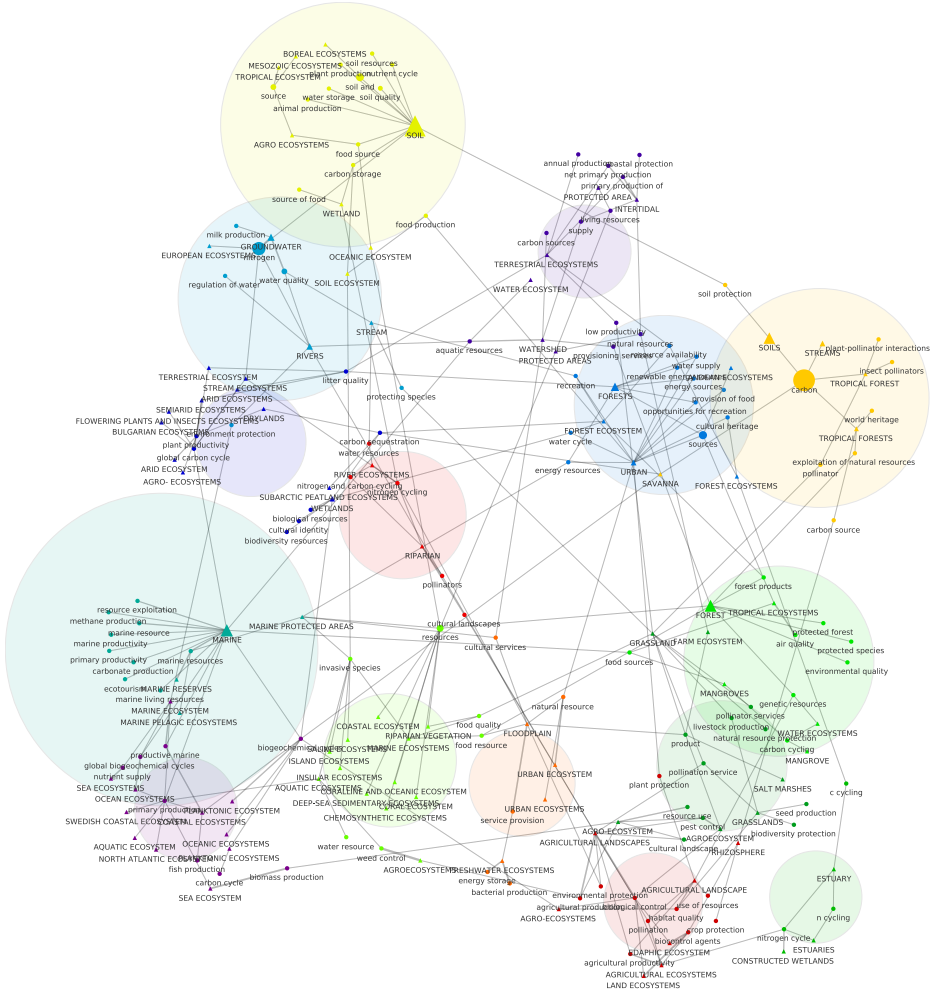 BOREAL ECOSYSTEMS
MESOZOIC ECOSYSTEMS
soil resources
plant production
nutrient cycle
TROPICAL ECOSYSTEM
soil and
source
water storage
soil quality
animal production
SOIL
AGRO ECOSYSTEMS
food source
carbon storage
source of food
WETLAND
food production
annual production
coastal protection
net primary production
primary production of
PROTECTED AREA
INTERTIDAL
living resources
supply
carbon sources
TERRESTRIAL ECOSYSTEMS
WATER ECOSYSTEM
milk production
GROUNDWATER
nitrogen
EUROPEAN ECOSYSTEMS
OCEANIC ECOSYSTEM
regulation of water
water quality
SOIL ECOSYSTEM
STREAM
RIVERS
soil protection
low productivity
natural resources
WATERSHED
PROTECTED AREAS
provisioning services
resource availability
water supply
aquatic resources
SOILS
STREAMS
plant-pollinator interactions
insect pollinators
TROPICAL FOREST
carbon
energy sources
recreation
FORESTS
provision of food
opportunities for recreation
cultural heritage
world heritage
TROPICAL FORESTS
FOREST ECOSYSTEM
water cycle
sources
exploitation of natural resources
pollinator
energy resources
URBAN
SAVANNA
FOREST ECOSYSTEMS
carbon source
TERRESTRIAL ECOSYSTEM
litter quality
STREAM ECOSYSTEMS
protecting species
ARID ECOSYSTEMS
SEMIARID ECOSYSTEMS
DRYLANDS
FLOWERING PLANTS AND INSECTS ECOSYSTEMS
BULGARIAN ECOSYSTEMS
environment protection
plant productivity
global carbon cycle
ARID ECOSYSTEM
AGRO- ECOSYSTEMS
carbon sequestration
water resources
RIVER ECOSYSTEMS
nitrogen and carbon cycling
nitrogen cycling
SUBARCTIC PEATLAND ECOSYSTEMS
WETLANDS
biological resources
cultural identity
biodiversity resources
RIPARIAN
pollinators
cultural landscapes
resources
cultural services
resource exploitation
methane production
marine resource
marine productivity
MARINE
MARINE PROTECTED AREAS
primary productivity
marine resources
carbonate production
ecotourism
MARINE RESERVES
marine living resources
MARINE ECOSYSTEM
MARINE PELAGIC ECOSYSTEMS
invasive species
forest products
FOREST
TROPICAL ECOSYSTEMS
GRASSLAND
FARM ECOSYSTEM
protected forest
air quality
protected species
food sources
environmental quality
MANGROVES
genetic resources
pollinator services
livestock production
natural resource protection
WATER ECOSYSTEMS
carbon cycling
MANGROVE
product
pollination service
plant protection
SALT MARSHES
c cycling
natural resource
food quality
COASTAL ECOSYSTEM
FLOODPLAIN
RIPARIAN VEGETATION
food resource
MARINE ECOSYSTEMS
ISLAND ECOSYSTEMS
INSULAR ECOSYSTEMS
AQUATIC ECOSYSTEMS
CORALLINE AND OCEANIC ECOSYSTEM
DEEP-SEA SEDIMENTARY ECOSYSTEMS
CHEMOSYNTHETIC ECOSYSTEMS
URBAN ECOSYSTEM
URBAN ECOSYSTEMS
service provision
productive marine
global biogeochemical cycles
nutrient supply
SEA ECOSYSTEMS
OCEAN ECOSYSTEMS
primary production
PLANKTONIC ECOSYSTEM
SWEDISH COASTAL ECOSYSTEM
COASTAL ECOSYSTEMS
OCEANIC ECOSYSTEMS
AQUATIC ECOSYSTEM
NORTH ATLANTIC ECOSYSTEM
fish production
carbon cycle
SEA ECOSYSTEM
biomass production
water resource
weed control
AGROECOSYSTEMS
FRESHWATER ECOSYSTEMS
energy storage
bacterial production
resource use
pest control
GRASSLANDS
seed production
biodiversity protection
AGRO-ECOSYSTEM
AGROECOSYSTEM
AGRICULTURAL LANDSCAPES
cultural landscape
RHIZOSPHERE
environmental protection
AGRICULTURAL LANDSCAPE
agricultural production
biological control
use of resources
AGRO-ECOSYSTEMS
habitat quality
pollination
crop protection
biocontrol agents
EDAPHIC ECOSYSTEM
agricultural productivity
AGRICULTURAL ECOSYSTEMS
LAND ECOSYSTEMS
ESTUARY
n cycling
nitrogen cycle
ESTUARIES
CONSTRUCTED WETLANDS